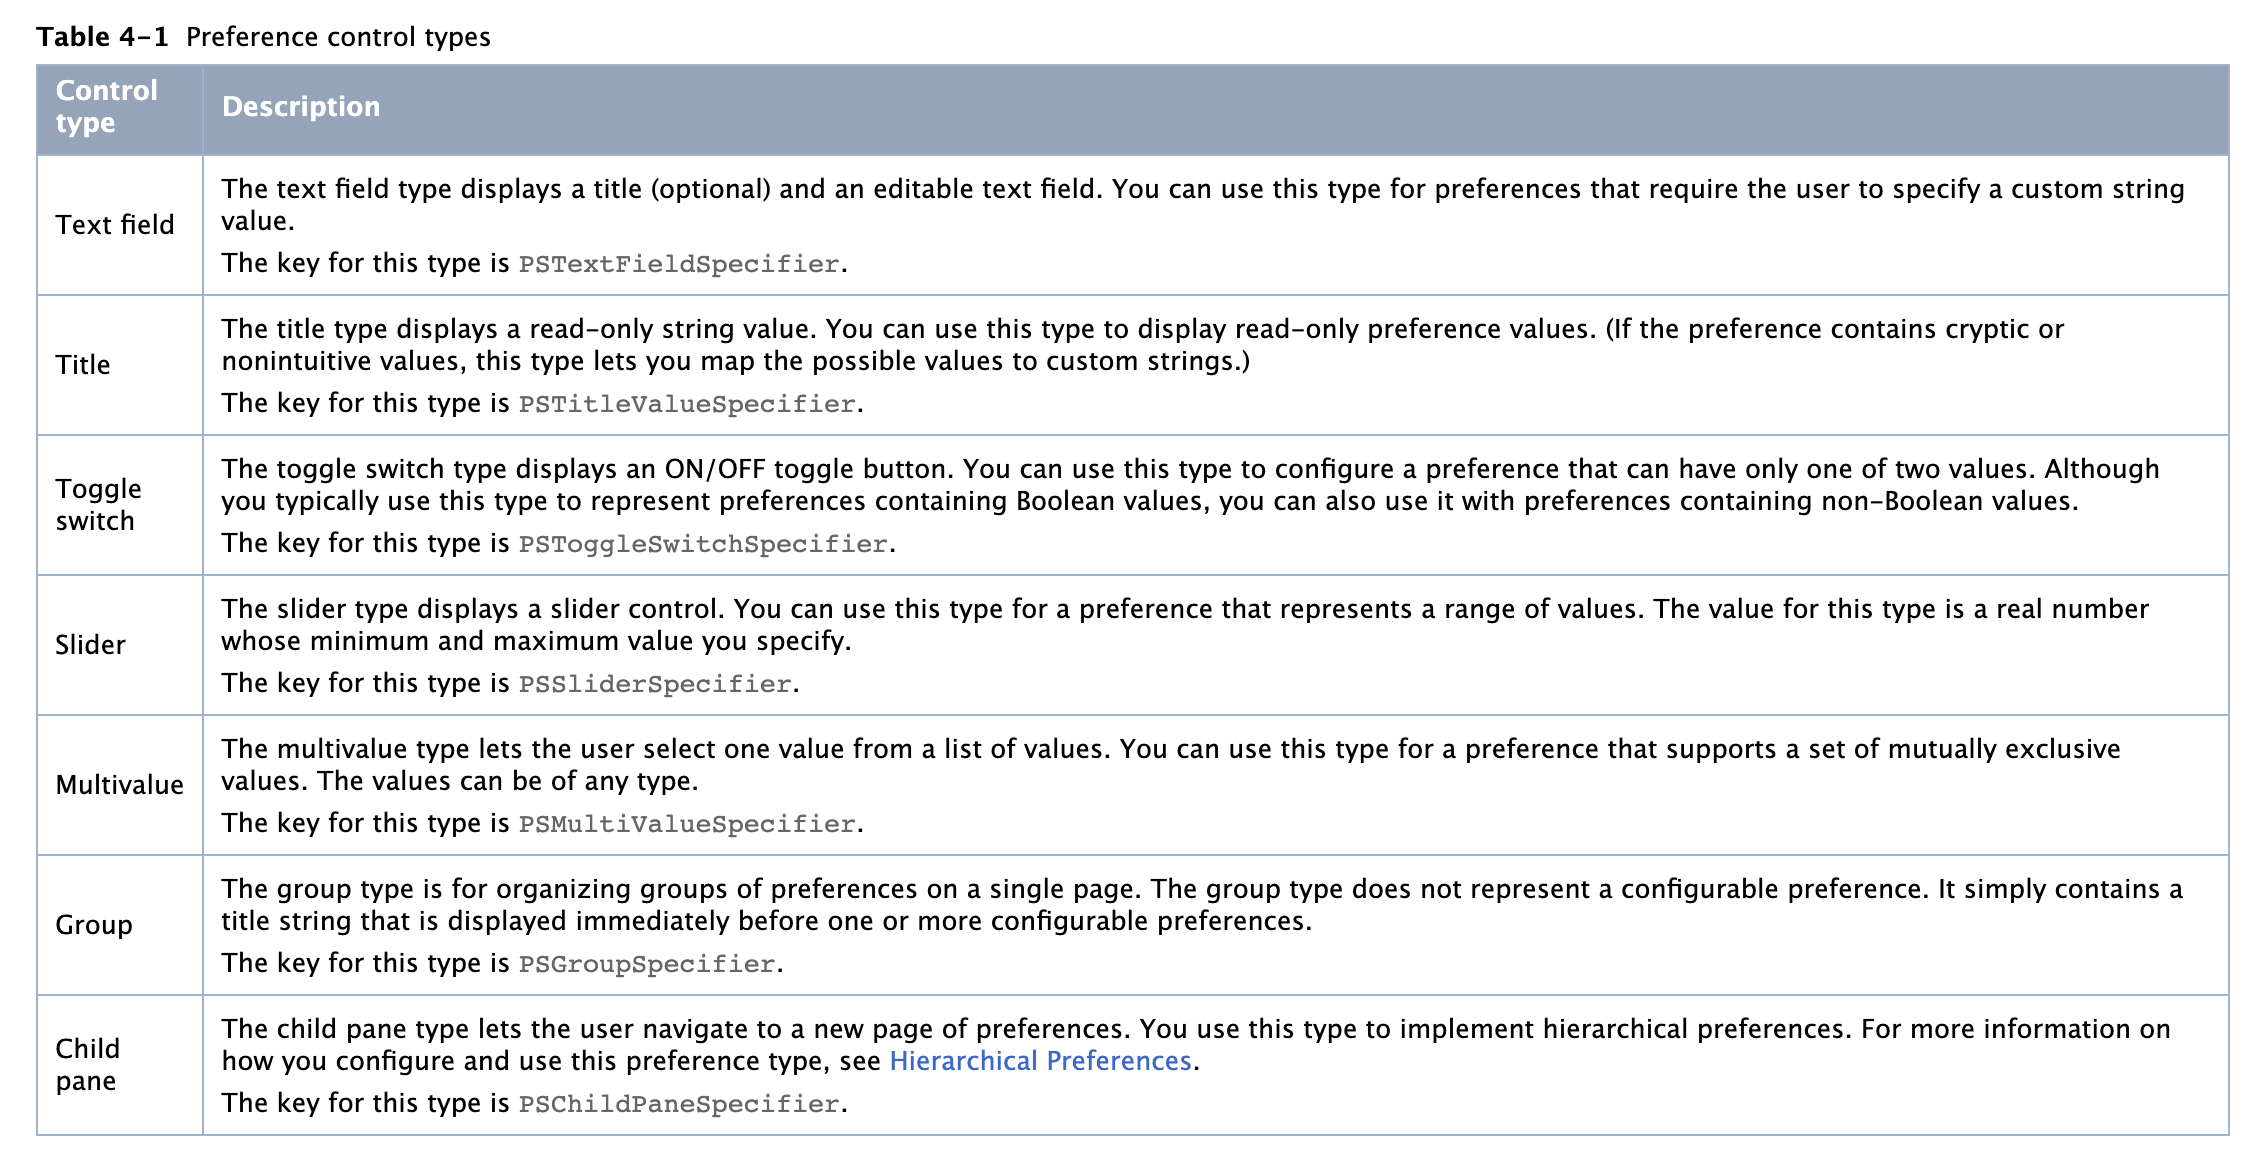 Table 4–1 Preference control types
Control
type
Description
Text field
The text field type displays a title (optional) and an editable text field. You can use this type for preferences that require the user to specify a custom string
value.
The key for this type is PSTextFieldSpecifier.
Title
The title type displays a read–only string value. You can use this type to display read–only preference values. (If the preference contains cryptic or
nonintuitive values, this type lets you map the possible values to custom strings.)
The key for this type is PSTitleValueSpecifier.
Toggle
switch
The toggle switch type displays an ON/OFF toggle button. You can use this type to configure a preference that can have only one of two values. Although
you typically use this type to represent preferences containing Boolean values, you can also use it with preferences containing non–Boolean values.
The key for this type is PSToggleSwitchSpecifier.
Slider
The slider type displays a slider control. You can use this type for a preference that represents a range of values. The value for this type is a real number
whose minimum and maximum value you specify.
The key for this type is PSSliderSpecifier.
Multivalue
The multivalue type lets the user select one value from a list of values. You can use this type for a preference that supports a set of mutually exclusive
values. The values can be of any type.
The key for this type is PSMultiValueSpecifier.
Group
The group type is for organizing groups of preferences on a single page. The group type does not represent a configurable preference. It simply contains a
title string that is displayed immediately before one or more configurable preferences.
The key for this type is PSGroupSpecifier.
Child
pane
The child pane type lets the user navigate to a new page of preferences. You use this type to implement hierarchical preferences. For more information on
how you configure and use this preference type, see Hierarchical Preferences.
The key for this type is PSChildPaneSpecifier.